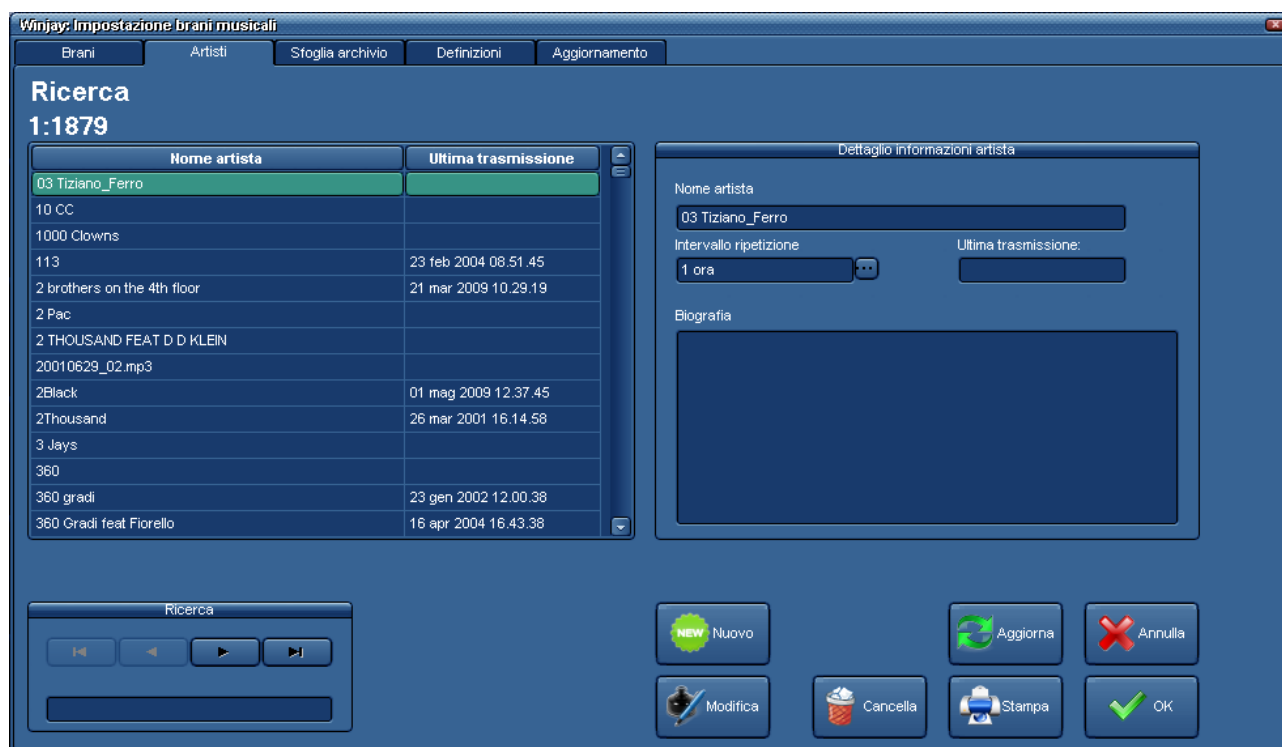 Winjay: Impostazione brani musicali
Brani Artisti Sfoglia archivio Definizioni Aggiornamento
Ricerca
1:1879
Nome artista Ultima trasmissione
03 Tiziano_Ferro
10 CC
1000 Clowns
113 23 feb 2004 08.51.45
2 brothers on the 4th floor 21 mar 2009 10.29.19
2 Pac
2 THOUSAND FEAT D D KLEIN
20010629_02.mp3
2Black 01 mag 2009 12.37.45
2Thousand 26 mar 2001 16.14.58
3 Jays
360
360 gradi 23 gen 2002 12.00.38
360 Gradi feat Fiorello 16 apr 2004 16.43.38
Dettaglio informazioni artista
Nome artista
03 Tiziano_Ferro
Intervallo ripetizione Ultima trasmissione:
1 ora ...
Biografia
Ricerca
NEW Nuovo Aggiorna Annulla
Modifica Cancella Stampa OK